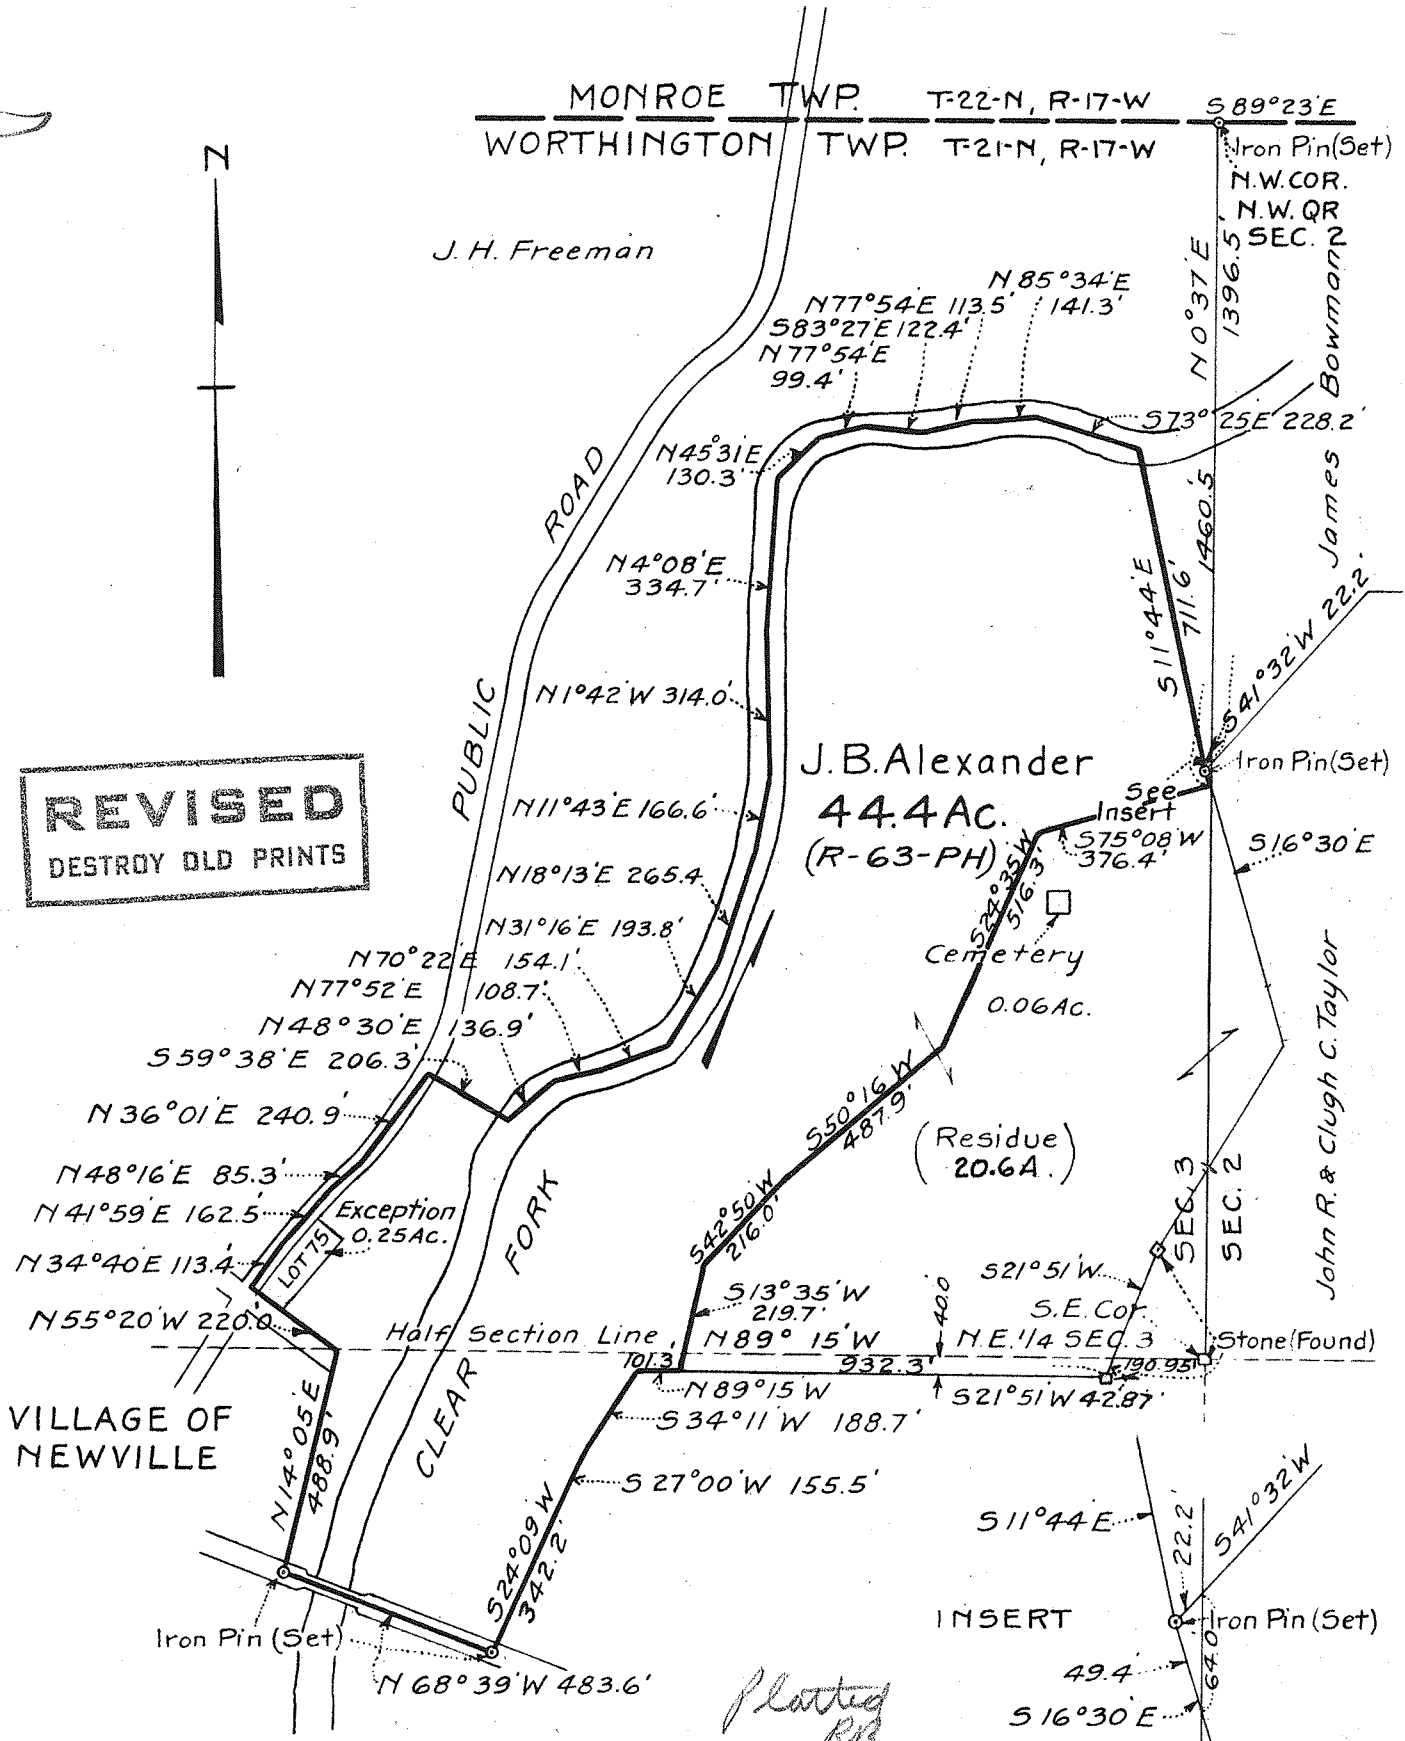 MONROE TWP. T-22-N, R-17-W
S 89°23'E
WORTHINGTON TWP. T-21-N, R-17-W
Iron Pin (Set)
N.W. COR.
N.W. QR
SEC. 2
N
J. H. Freeman
N 0°37'E
1396.5'
James Bowman
N 85°34'E
141.3'
N77°54'E 113.5'
S83°27'E 122.4'
N 77°54'E
99.4'
S73°25'E 228.2'
N45°31'E
130.3'
PUBLIC ROAD
1460.5'
N4°08'E
334.7'
S11°44'E
711.6'
S41°32'W 22.2'
N1°42'W 314.0'
J.B. Alexander
44.4 Ac.
(R-63-PH)
Iron Pin (Set)
See
Insert
S75°08'W
376.4'
S16°30'E
REVISED
DESTROY OLD PRINTS
N11°43'E 166.6'
S24°35'W
516.3'
N18°13'E 265.4
N31°16'E 193.8'
Cemetery
0.06 Ac.
N70°22'E 154.1'
N77°52'E 108.7'
N48°30'E 136.9'
S59°38'E 206.3'
John R. & Clugh C. Taylor
N36°01'E 240.9'
S50°16'W
487.9'
(Residue)
20.6A.
N48°16'E 85.3'
N41°59'E 162.5'
Exception
0.25Ac.
LOT 75
N34°40'E 113.4'
S42°50'W
216.0'
SEC. 3
SEC. 2
S21°51'W
S13°35'W
219.7'
40.0
S.E. Cor.
N.E. 1/4 SEC. 3
N55°20'W 220.0'
Half Section Line
N89°15'W
Stone (Found)
101.3'
932.3'
190.95'
N89°15'W
S21°51'W 42.87'
CLEAR FORK
VILLAGE OF
NEWVILLE
N14°05'E
488.9'
S34°11'W 188.7'
S27°00'W 155.5'
S24°09'W
342.2'
Iron Pin (Set)
N 68°39'W 483.6'
S11°44'E
22.2'
S41°32'W
INSERT
Iron Pin (Set)
49.4'
64.0'
S16°30'E
Platted
RB